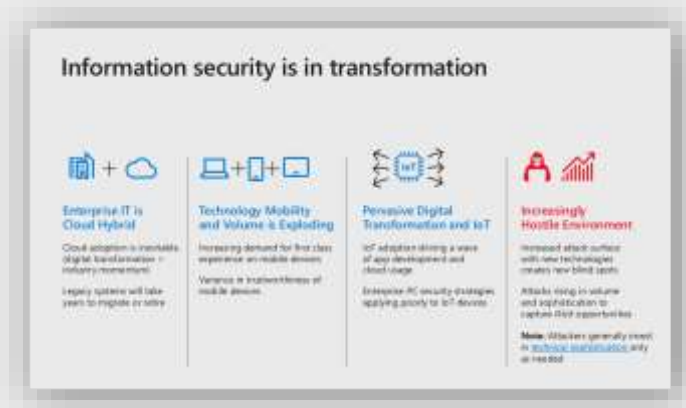 Information security is in transformation
IoT
Enterprise IT is
Cloud Hybrid
Cloud adoption is inevitable
(digital transformation +
industry momentum)
Legacy systems will take
years to migrate or retire
Technology Mobility
and Volume is Exploding
Increasing demand for first class
experience on mobile devices
Variance in trustworthiness of
mobile devices
Pervasive Digital
Transformation and IoT
IoT adoption driving a wave
of app development and
cloud usage
Enterprise PC security strategies
applying poorly to IoT devices
Increasingly
Hostile Environment
Increased attack surface
with new technologies
creates new blind spots
Attacks rising in volume
and sophistication to
capture illicit opportunities
Note: Attackers generally invest
in technical sophistication only
as needed